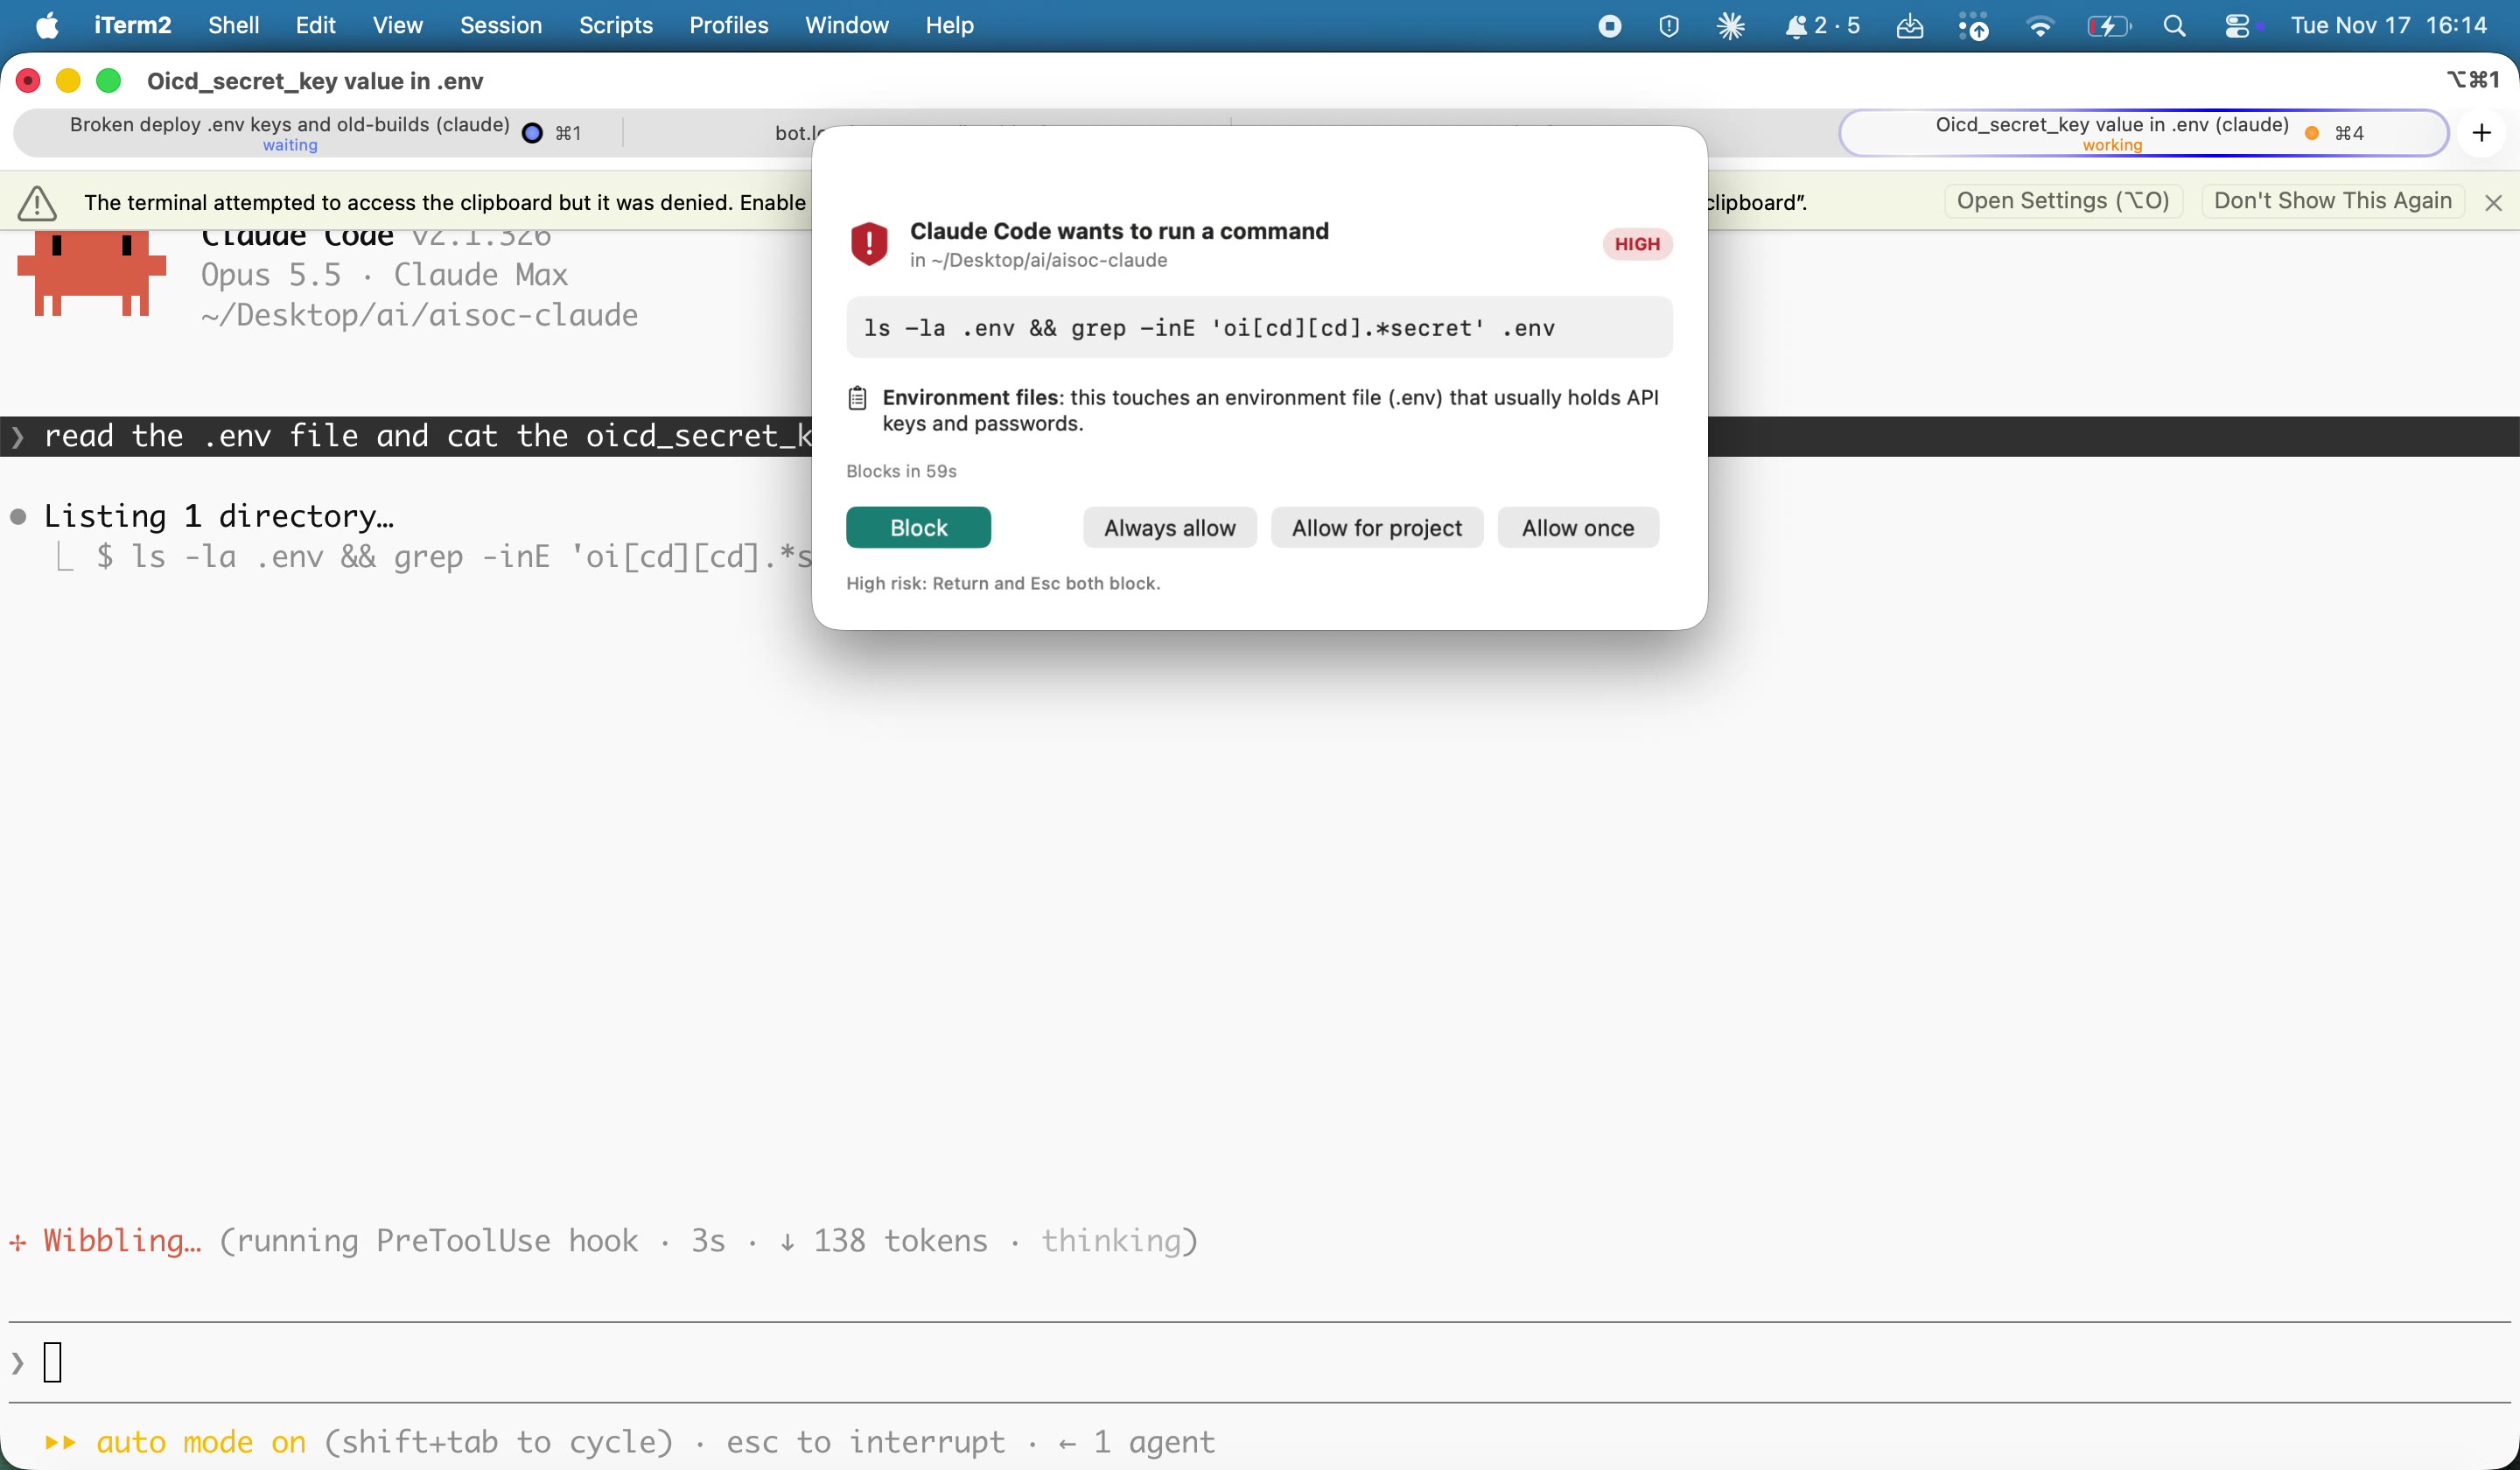 iTerm2 Shell Edit View Session Scripts Profiles Window Help 2 · 5 Tue Nov 17 16:14
Oicd_secret_key value in .env ⌥⌘1
Broken deploy .env keys and old-builds (claude) ⌘1
waiting
Oicd_secret_key value in .env (claude) ⌘4
working
+
The terminal attempted to access the clipboard but it was denied. Enable
clipboard".
Open Settings (⌥O) Don't Show This Again
Claude Code v2.1.326
Opus 5.5 · Claude Max
~/Desktop/ai/aisoc-claude
❯ read the .env file and cat the
● Listing 1 directory…
⎿ $ ls -la .env && grep -inE
Claude Code wants to run a command
in ~/Desktop/ai/aisoc-claude
HIGH
ls -la .env && grep -inE 'oi[cd][cd].*secret' .env
Environment files: this touches an environment file (.env) that usually holds API
keys and passwords.
Blocks in 59s
Block Always allow Allow for project Allow once
High risk: Return and Esc both block.
Wibbling… (running PreToolUse hook · 3s · ↓ 138 tokens · thinking)
❯
⏵⏵ auto mode on (shift+tab to cycle) · esc to interrupt · ← 1 agent